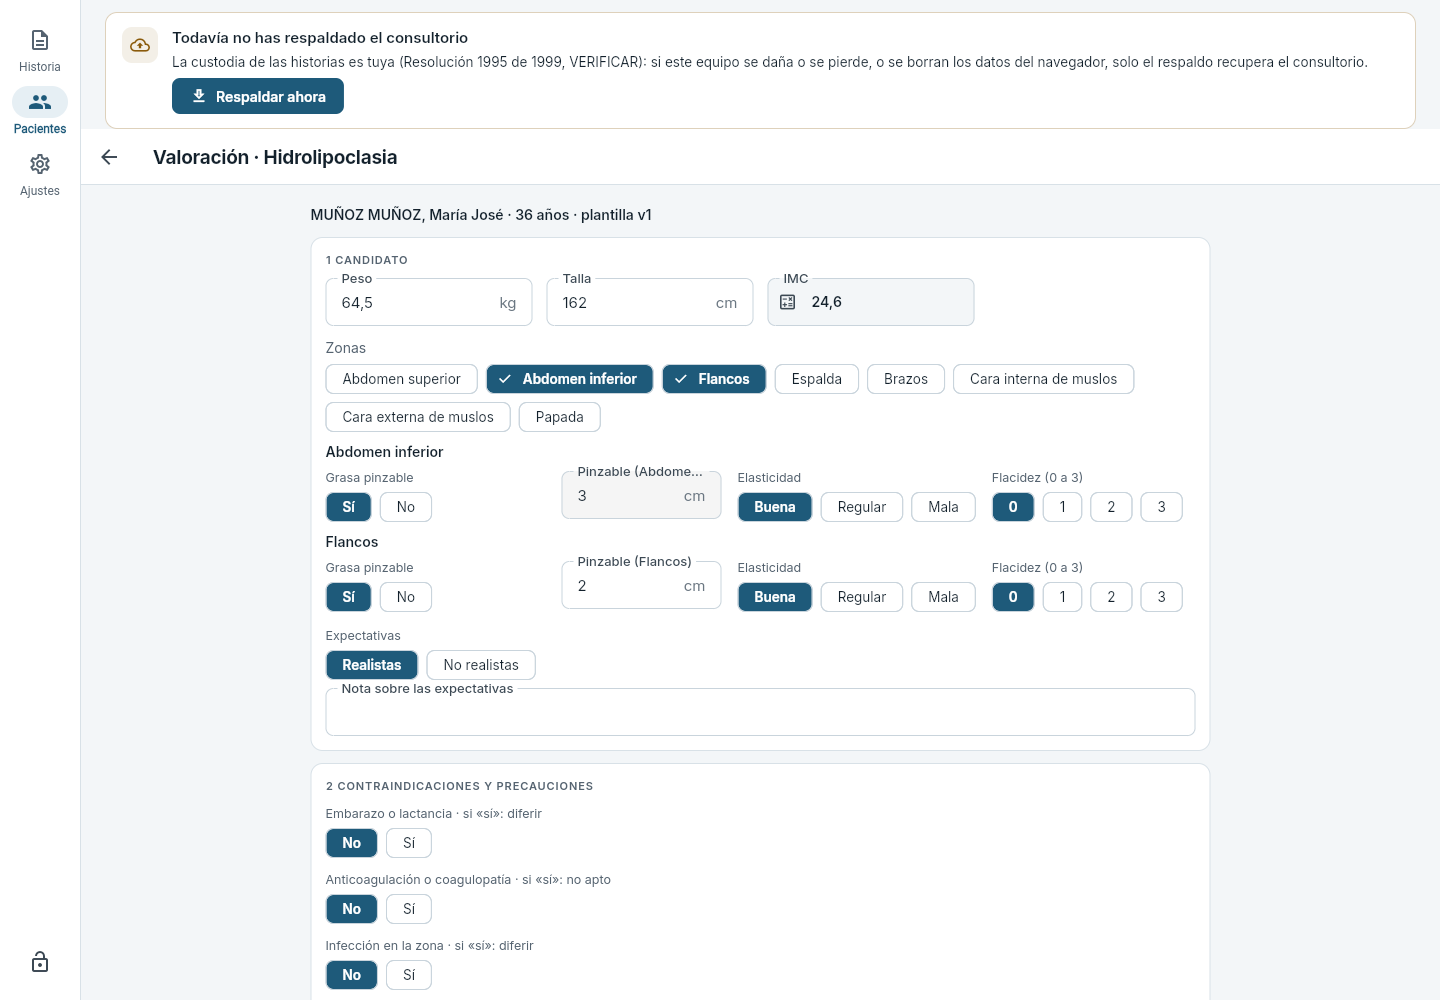 Historia
Pacientes
Ajustes
Todavía no has respaldado el consultorio
La custodia de las historias es tuya (Resolución 1995 de 1999, VERIFICAR): si este equipo se daña o se pierde, o se borran los datos del navegador, solo el respaldo recupera el consultorio.
Respaldar ahora
Valoración · Hidrolipoclasia
MUÑOZ MUÑOZ, María José · 36 años · plantilla v1
1 CANDIDATO
Peso Talla IMC
64,5 kg 162 cm 24,6
Zonas
Abdomen superior Abdomen inferior Flancos Espalda Brazos Cara interna de muslos
Cara externa de muslos Papada
Abdomen inferior
Grasa pinzable Pinzable (Abdome... Elasticidad Flacidez (0 a 3)
Sí No 3 cm Buena Regular Mala 0 1 2 3
Flancos
Grasa pinzable Pinzable (Flancos) Elasticidad Flacidez (0 a 3)
Sí No 2 cm Buena Regular Mala 0 1 2 3
Expectativas
Realistas No realistas
Nota sobre las expectativas
2 CONTRAINDICACIONES Y PRECAUCIONES
Embarazo o lactancia · si «sí»: diferir
No Sí
Anticoagulación o coagulopatía · si «sí»: no apto
No Sí
Infección en la zona · si «sí»: diferir
No Sí